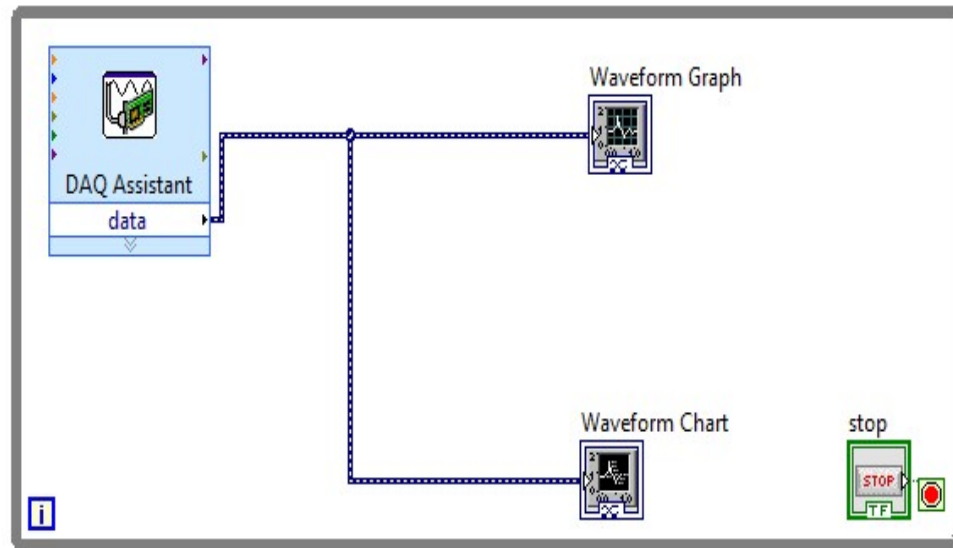 Waveform Graph
DAQ Assistant
data
Waveform Chart
stop
STOP
TF
i